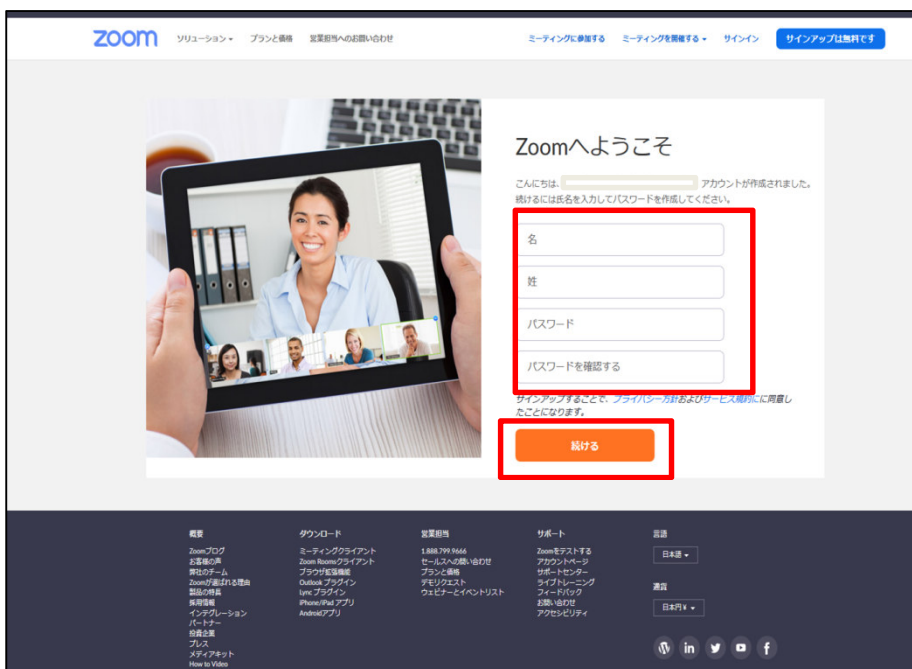 zoom ソリューション プランと価格 営業担当へのお問い合わせ ミーティングに参加する ミーティングを開催する サインイン サインアップは無料です
Zoomへようこそ
こんにちは、 アカウントが作成されました。
続けるには氏名を入力してパスワードを作成してください。
名
姓
パスワード
パスワードを確認する
サインアップすることで、プライバシー方針およびサービス規約にに同意し
たことになります。
続ける
概要
Zoomブログ
お客様の声
弊社のチーム
Zoomが選ばれる理由
製品の特長
採用情報
インテグレーション
パートナー
投資企業
プレス
メディアキット
How to Video
ダウンロード
ミーティングクライアント
Zoom Roomsクライアント
ブラウザ拡張機能
Outlook プラグイン
Lync プラグイン
iPhone/iPad アプリ
Androidアプリ
営業担当
1.888.799.9666
セールスへの問い合わせ
プランと価格
デモリクエスト
ウェビナーとイベントリスト
サポート
Zoomをテストする
アカウントページ
サポートセンター
ライブトレーニング
フィードバック
お問い合わせ
アクセシビリティ
言語
日本語
通貨
日本円 ¥
in f